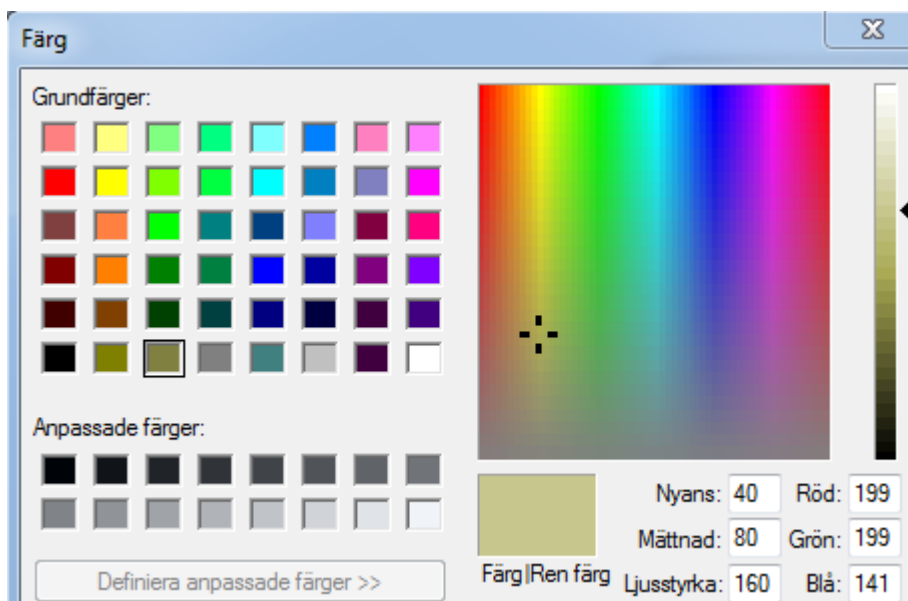 Färg
Grundfärger:
Anpassade färger:
Definiera anpassade färger >>
Färg|Ren färg
Nyans: 40 Röd: 199
Mättnad: 80 Grön: 199
Ljusstyrka: 160 Blå: 141